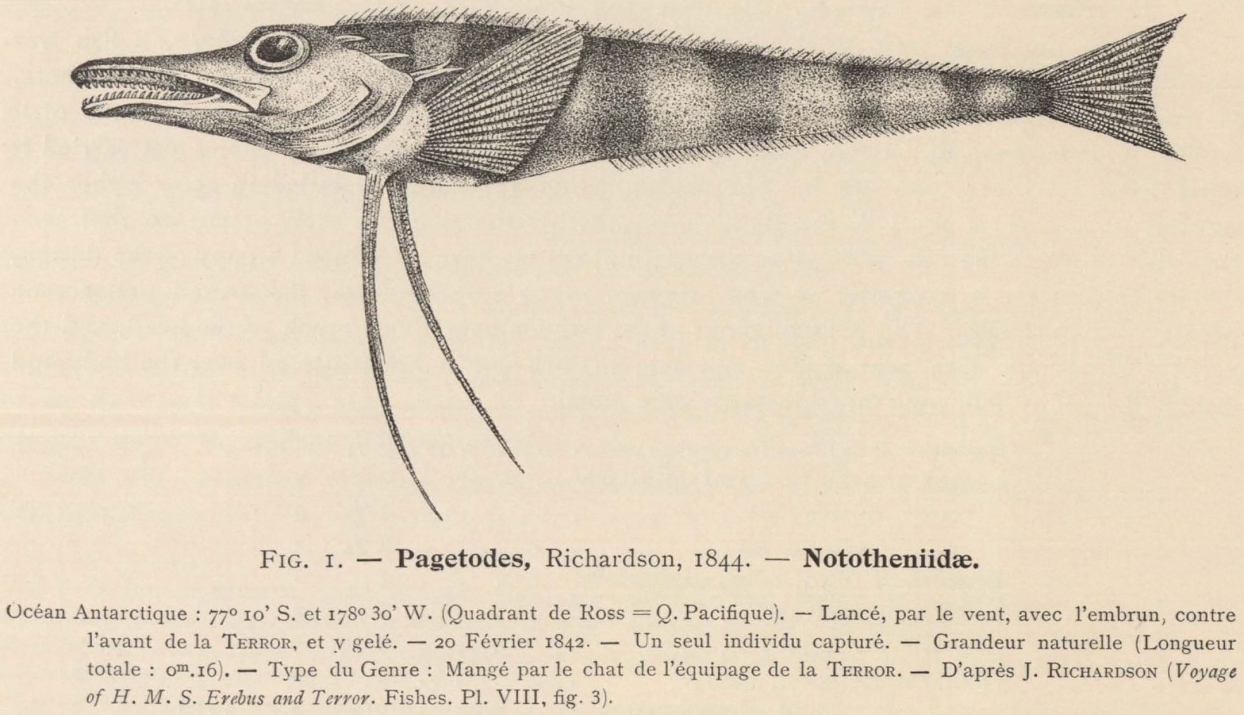 FIG. 1. — Pagetodes, Richardson, 1844. — Nototheniidæ.
Océan Antarctique : 77º 10' S. et 178º 30' W. (Quadrant de Ross = Q. Pacifique). — Lancé, par le vent, avec l'embrun, contre
l'avant de la TERROR, et y gelé. — 20 Février 1842. — Un seul individu capturé. — Grandeur naturelle (Longueur
totale : 0ᵐ.16). — Type du Genre : Mangé par le chat de l'équipage de la TERROR. — D'après J. RICHARDSON (Voyage
of H. M. S. Erebus and Terror. Fishes. Pl. VIII, fig. 3).